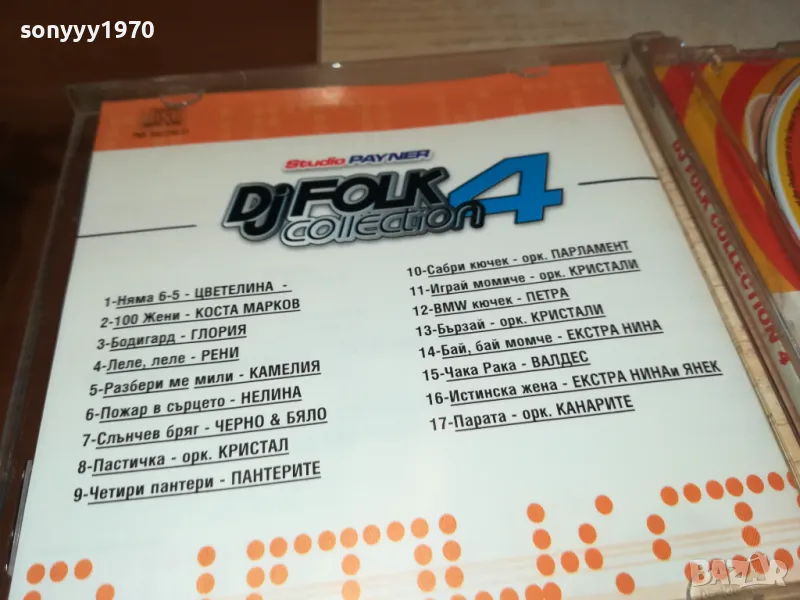 sonyyy1970
Studio PAYNER
Dj FOLK
collection 4
1-Няма 6-5 - ЦВЕТЕЛИНА -
2-100 Жени - КОСТА МАРКОВ
3-Бодигард - ГЛОРИЯ
4-Леле, леле - РЕНИ
5-Разбери ме мили - КАМЕЛИЯ
6-Пожар в сърцето - НЕЛИНА
7-Слънчев бряг - ЧЕРНО & БЯЛО
8-Пастичка - орк. КРИСТАЛ
9-Четири пантери - ПАНТЕРИТЕ
10-Сабри кючек - орк. ПАРЛАМЕНТ
11-Играй момиче - орк. КРИСТАЛИ
12-BMW кючек - ПЕТРА
13-Бързай - орк. КРИСТАЛИ
14-Бай, бай момче - ЕКСТРА НИНА
15-Чака Рака - ВАЛДЕС
16-Истинска жена - ЕКСТРА НИНАи ЯНЕК
17-Парата - орк. КАНАРИТЕ
DJ FOLK COLLECTION 4
BAZAR.bg